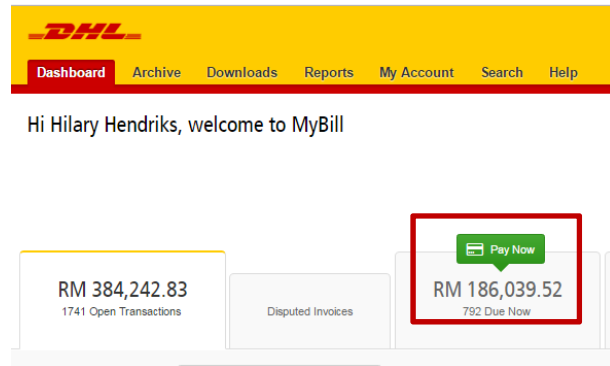 DHL
Dashboard Archive Downloads Reports My Account Search Help
Hi Hilary Hendriks, welcome to MyBill
Pay Now
RM 384,242.83
1741 Open Transactions
Disputed Invoices
RM 186,039.52
792 Due Now